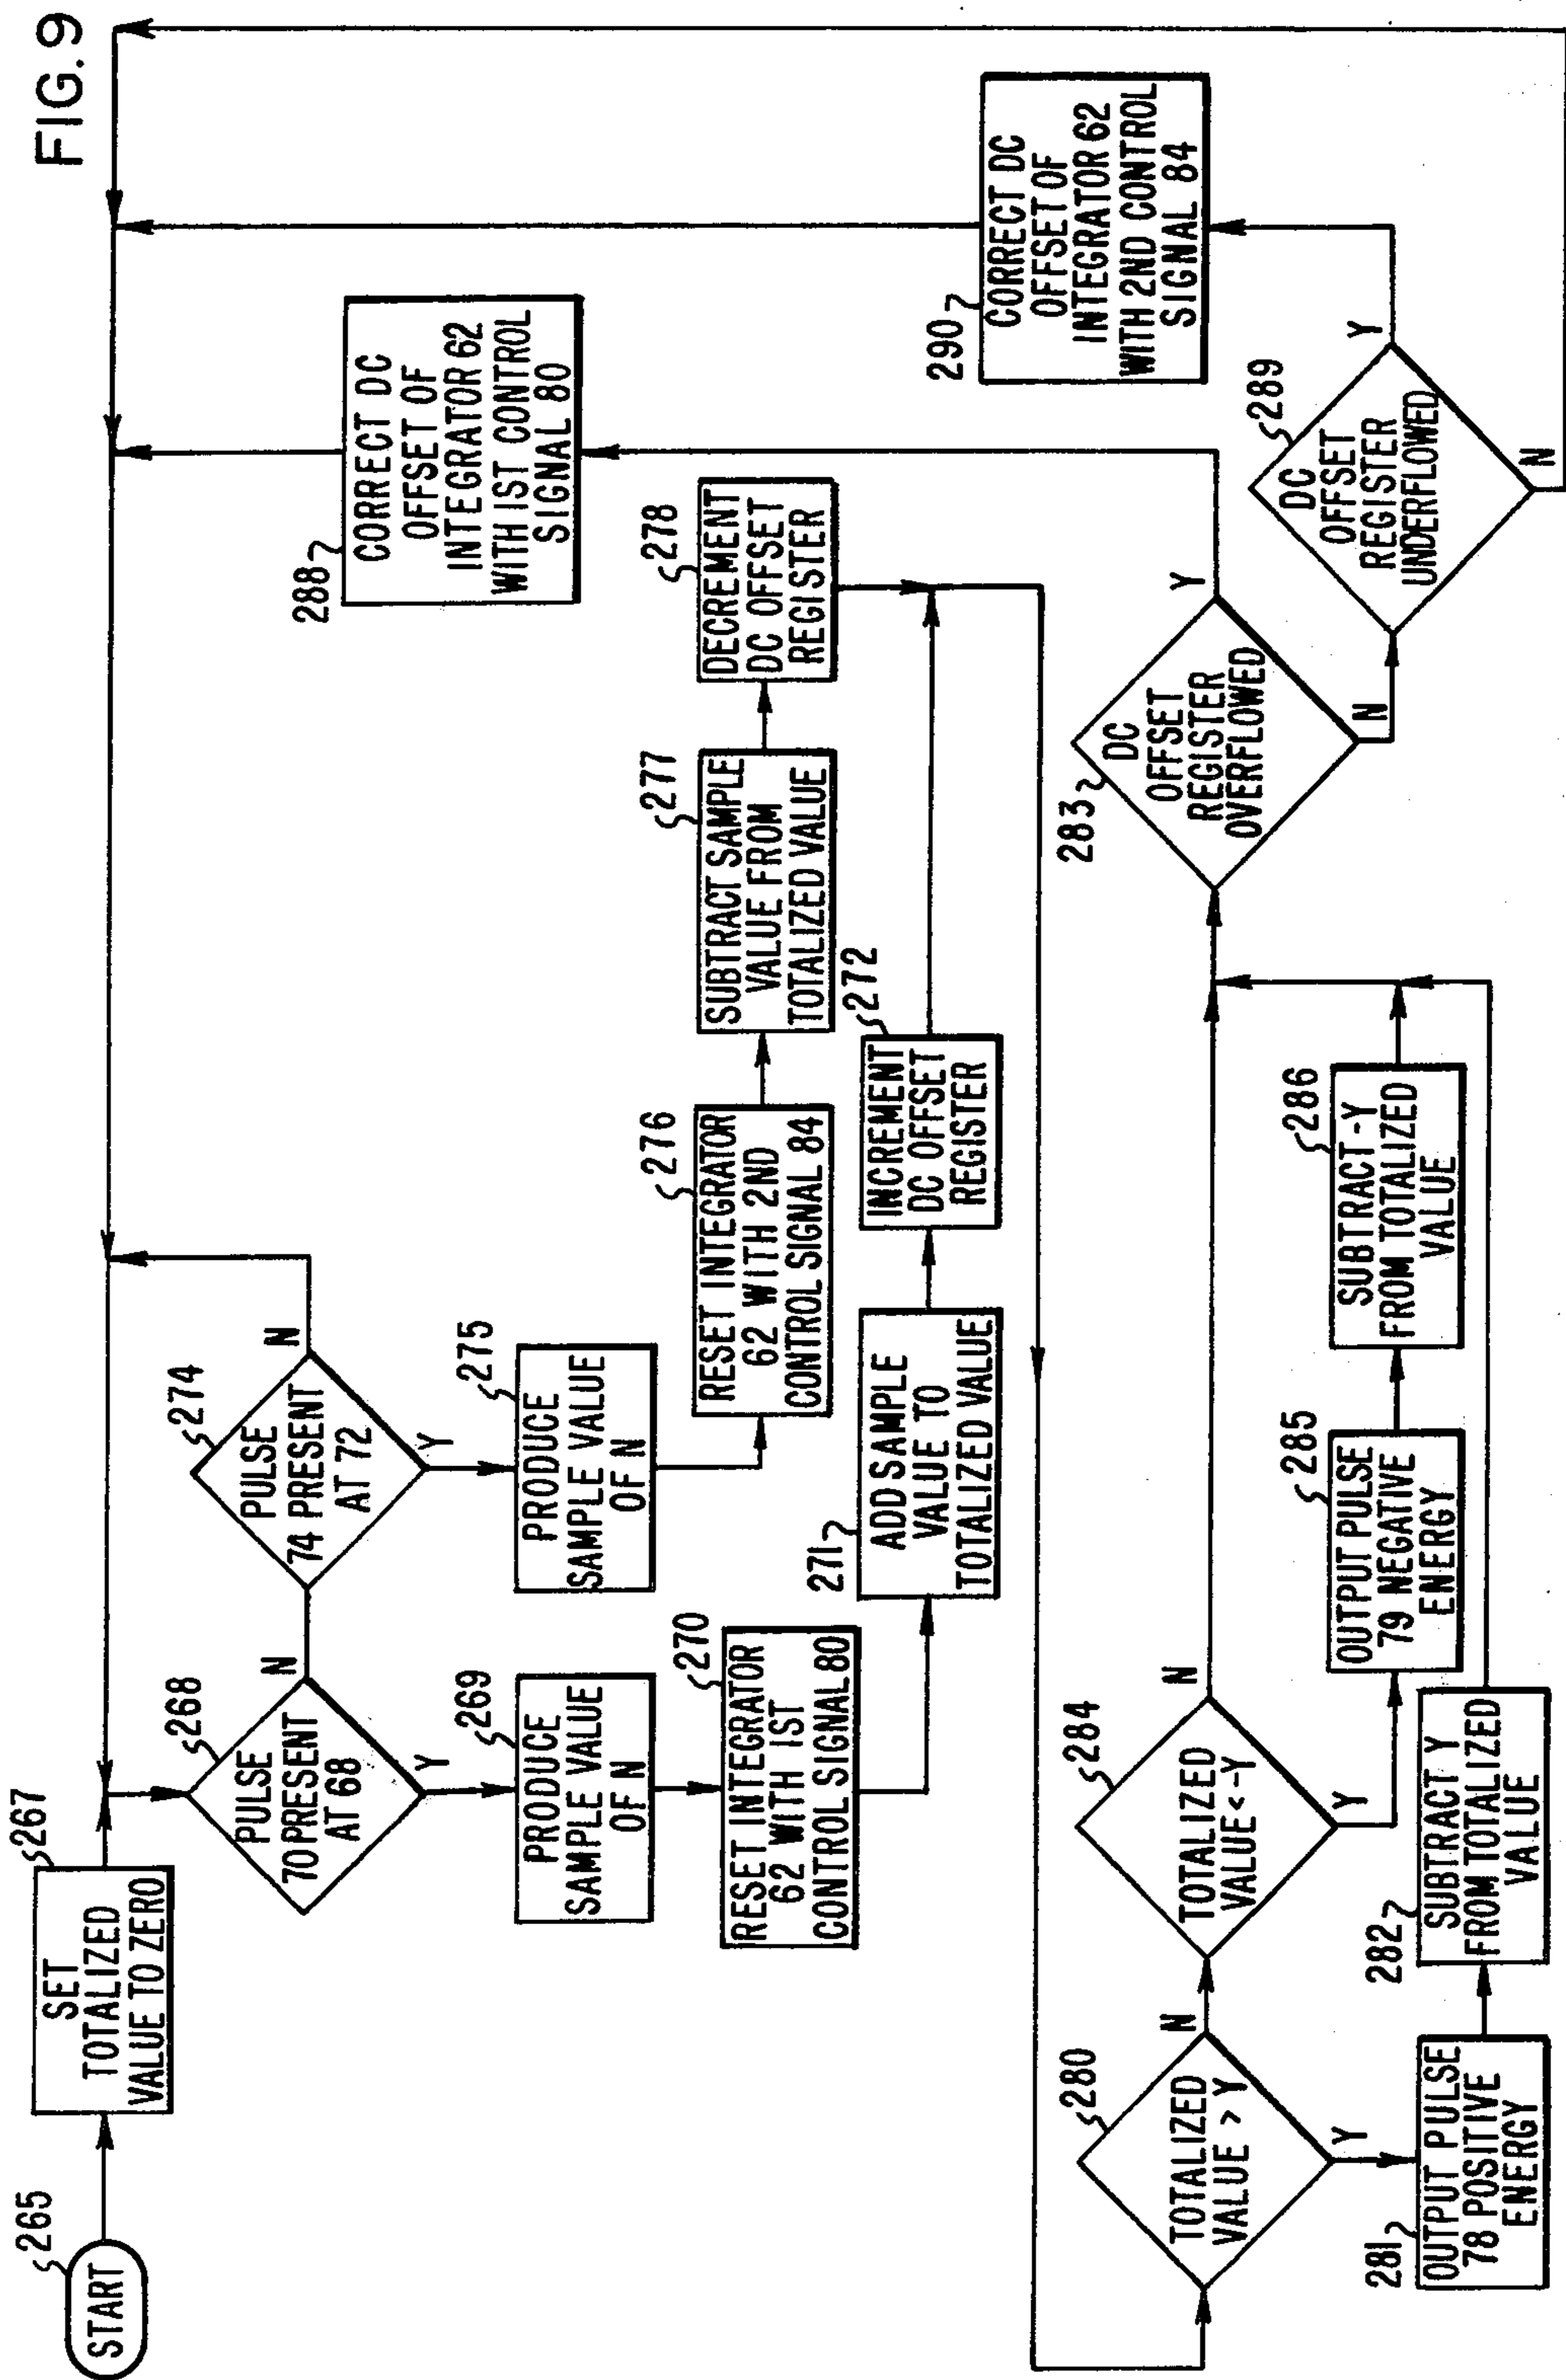 FIG. 9
265
START
267
SET
TOTALIZED
VALUE TO ZERO
268
PULSE
70 PRESENT
AT 68
N
Y
274
PULSE
74 PRESENT
AT 72
N
Y
269
PRODUCE
SAMPLE VALUE
OF N
275
PRODUCE
SAMPLE VALUE
OF N
270
RESET INTEGRATOR
62 WITH 1ST
CONTROL SIGNAL 80
276
RESET INTEGRATOR
62 WITH 2ND
CONTROL SIGNAL 84
277
SUBTRACT SAMPLE
VALUE FROM
TOTALIZED VALUE
278
DECREMENT
DC OFFSET
REGISTER
271
ADD SAMPLE
VALUE TO
TOTALIZED VALUE
272
INCREMENT
DC OFFSET
REGISTER
288
CORRECT DC
OFFSET OF
INTEGRATOR 62
WITH 1ST CONTROL
SIGNAL 80
290
CORRECT DC
OFFSET OF
INTEGRATOR 62
WITH 2ND CONTROL
SIGNAL 84
280
TOTALIZED
VALUE > Y
N
Y
284
TOTALIZED
VALUE < -Y
N
Y
283
DC
OFFSET
REGISTER
OVERFLOWED
Y
N
289
DC
OFFSET
REGISTER
UNDERFLOWED
Y
N
281
OUTPUT PULSE
78 POSITIVE
ENERGY
282
SUBTRACT Y
FROM TOTALIZED
VALUE
285
OUTPUT PULSE
79 NEGATIVE
ENERGY
286
SUBTRACT -Y
FROM TOTALIZED
VALUE